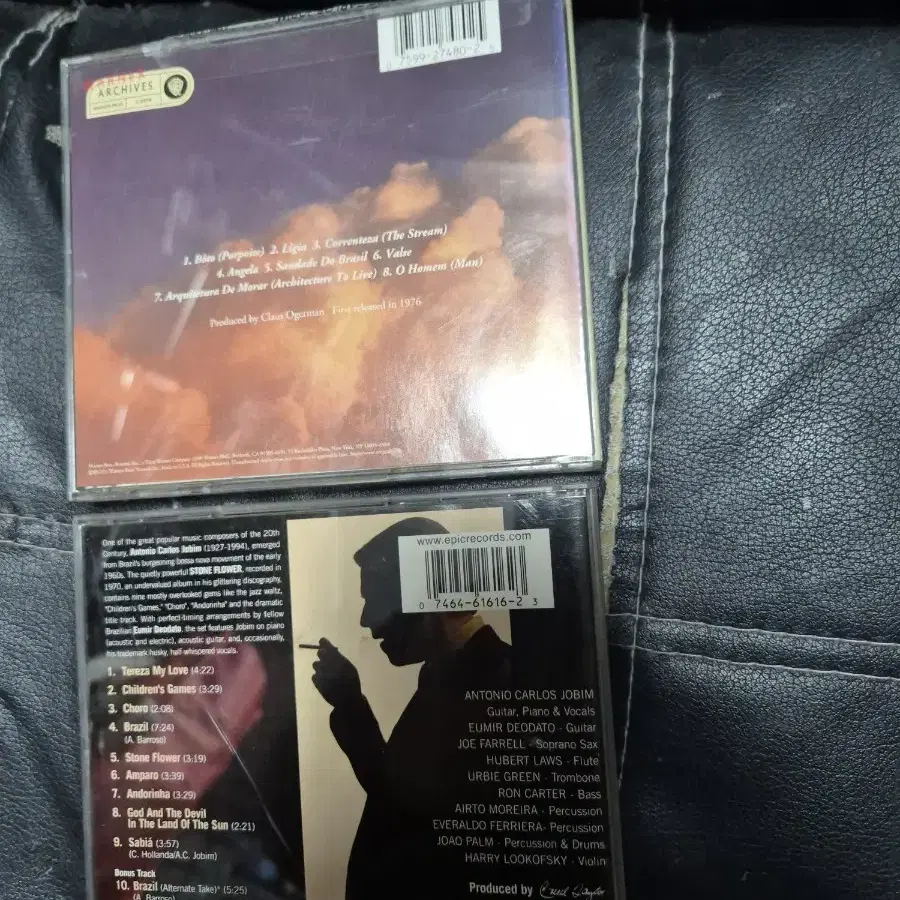 ARCHIVES
0 7599-27480-2 5
1. Bôto (Porpoise) 2. Lígia 3. Correnteza (The Stream)
4. Angela 5. Saudade Do Brasil 6. Valse
7. Arquitetura De Morar (Architecture To Live) 8. O Homem (Man)
Produced by Claus Ogerman First released in 1976
One of the great popular music composers of the 20th
Century, Antonio Carlos Jobim (1927-1994), emerged
from Brazil's burgeoning bossa nova movement of the early
1960s. The quietly powerful STONE FLOWER, recorded in
1970, an undervalued album in his glittering discography,
contains nine mostly overlooked gems like the jazz waltz,
"Children's Games," "Choro", "Andorinha" and the dramatic
title track. With perfect-timing arrangements by fellow
Brazilian Eumir Deodato, the set features Jobim on piano
(acoustic and electric), acoustic guitar, and, occasionally,
his trademark husky, half-whispered vocals.
www.epicrecords.com
0 7464-61616-2 3
1. Tereza My Love (4:22)
2. Children's Games (3:29)
3. Choro (2:08)
4. Brazil (7:24)
(A. Barroso)
5. Stone Flower (3:19)
6. Amparo (3:39)
7. Andorinha (3:29)
8. God And The Devil
In The Land Of The Sun (2:21)
9. Sabiá (3:57)
(C. Hollanda/A.C. Jobim)
Bonus Track
10. Brazil (Alternate Take)* (5:25)
(A. Barroso)
ANTONIO CARLOS JOBIM
Guitar, Piano & Vocals
EUMIR DEODATO - Guitar
JOE FARRELL - Soprano Sax
HUBERT LAWS - Flute
URBIE GREEN - Trombone
RON CARTER - Bass
AIRTO MOREIRA - Percussion
EVERALDO FERRIERA- Percussion
JOAO PALM - Percussion & Drums
HARRY LOOKOFSKY - Violin
Produced by Creed Taylor